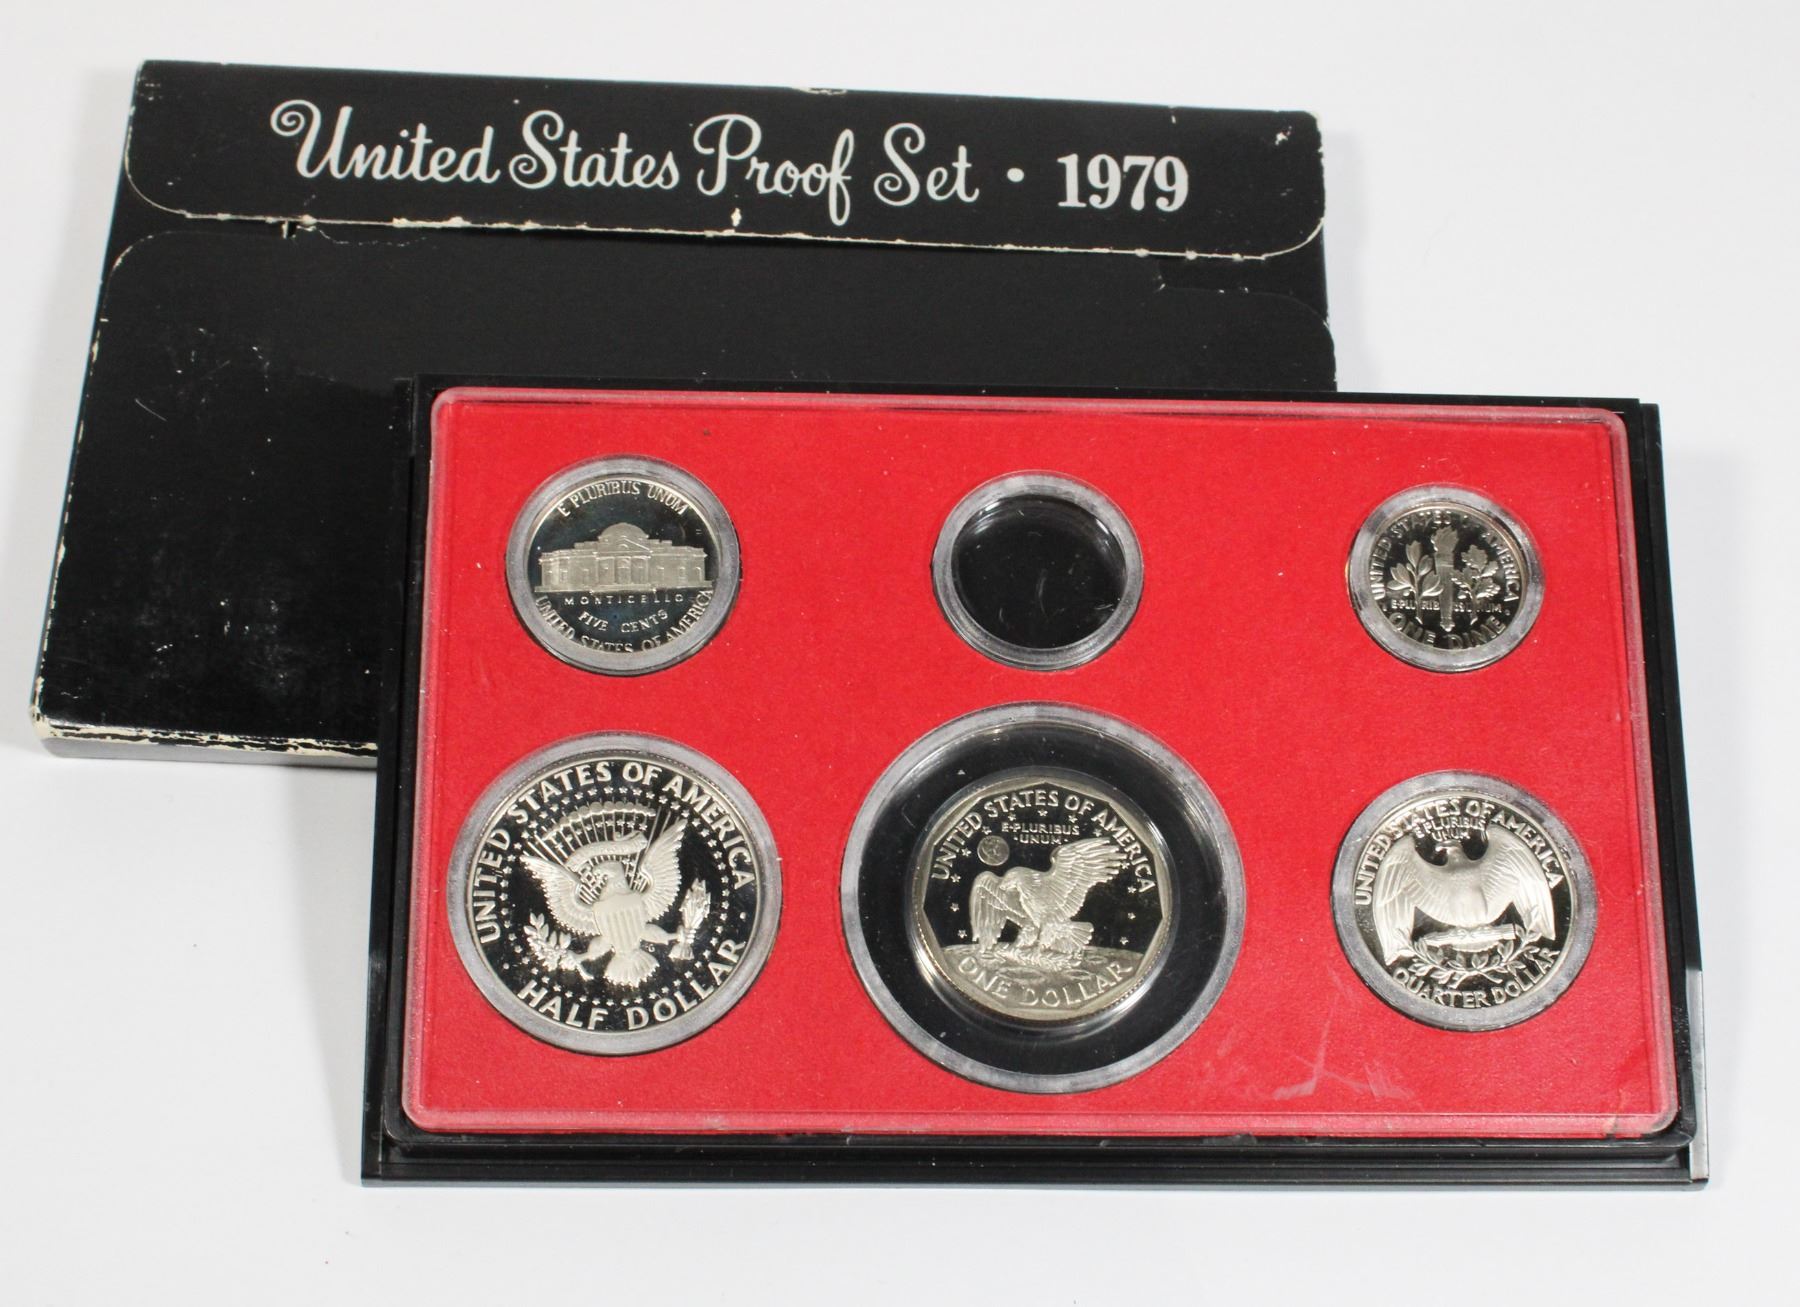 United States Proof Set · 1979
E PLURIBUS UNUM
MONTICELLO
FIVE CENTS
UNITED STATES OF AMERICA
UNITED STATES AMERICA
E PLURIBUS UNUM
ONE DIME
UNITED STATES OF AMERICA
HALF DOLLAR
UNITED STATES OF AMERICA
E·PLURIBUS
·UNUM·
ONE DOLLAR
UNITED STATES OF AMERICA
E PLURIBUS
UNUM
QUARTER DOLLAR